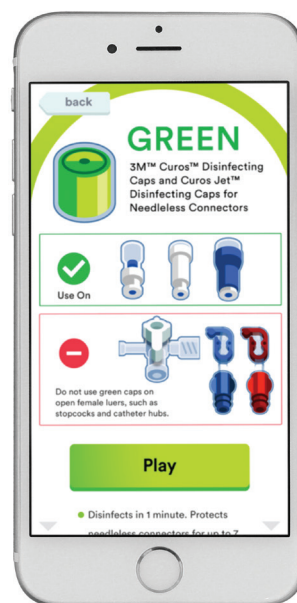 back
GREEN
3M™ Curos™ Disinfecting
Caps and Curos Jet™
Disinfecting Caps for
Needleless Connectors
Use On
Do not use green caps on
open female luers, such as
stopcocks and catheter hubs.
Play
• Disinfects in 1 minute. Protects
needleless connectors for up to 7